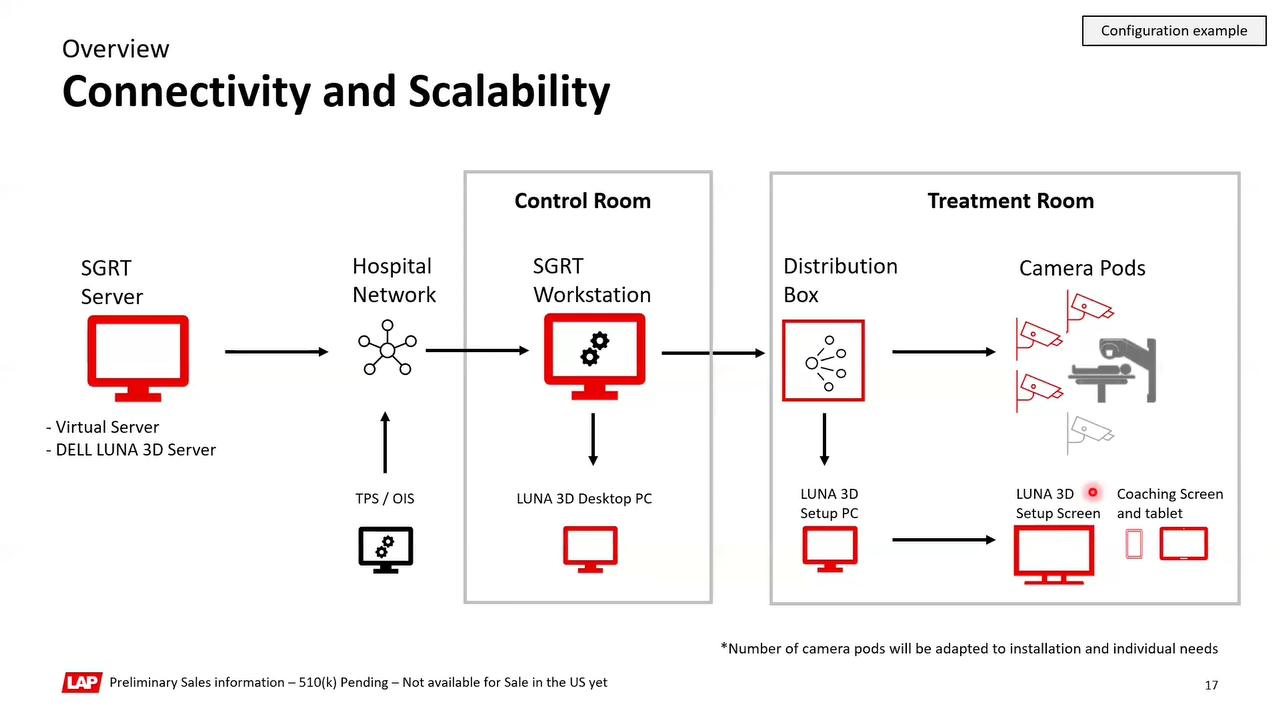 Configuration example
Overview
Connectivity and Scalability
Control Room
Treatment Room
SGRT
Server
Hospital
Network
SGRT
Workstation
Distribution
Box
Camera Pods
- Virtual Server
- DELL LUNA 3D Server
TPS / OIS
LUNA 3D Desktop PC
LUNA 3D
Setup PC
LUNA 3D
Setup Screen
Coaching Screen
and tablet
*Number of camera pods will be adapted to installation and individual needs
LAP
Preliminary Sales information – 510(k) Pending – Not available for Sale in the US yet
17